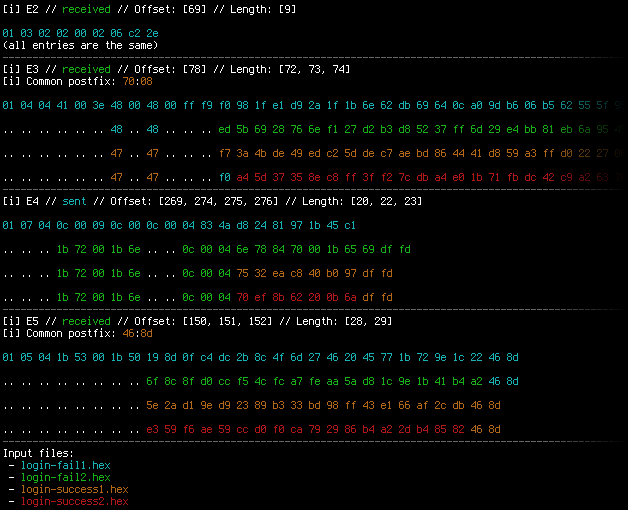 [i] E2 // received // Offset: [69] // Length: [9]
01 03 02 02 00 02 06 c2 2e
(all entries are the same)
[i] E3 // received // Offset: [78] // Length: [72, 73, 74]
[i] Common postfix: 70:08
01 04 04 41 00 3e 48 00 48 00 ff f9 f0 98 1f e1 d9 2a 1f 1b 6e 62 db 69 64 0c a0 9d b6 06 b5 62 55 5f
.. .. .. .. .. .. 48 .. 48 .. .. .. ed 5b 69 28 76 6e f1 27 d2 b3 d8 52 37 ff 6d 29 e4 bb 81 eb 6a 95
.. .. .. .. .. .. 47 .. 47 .. .. .. f7 3a 4b de 49 ed c2 5d de c7 ae bd 86 44 41 d8 59 a3 ff d0 22 27
.. .. .. .. .. .. 47 .. 47 .. .. .. f0 a4 5d 37 35 8e c8 ff 3f f2 7c db a4 e0 1b 71 fb dc 42 c9 a2
[i] E4 // sent // Offset: [269, 274, 275, 276] // Length: [20, 22, 23]
01 07 04 0c 00 09 0c 00 0c 00 04 83 4a d8 24 81 97 1b 45 c1
.. .. .. 1b 72 00 1b 6e .. .. 0c 00 04 6e 78 84 70 00 1b 65 69 df fd
.. .. .. 1b 72 00 1b 6e .. .. 0c 00 04 75 32 ea c8 40 b0 97 df fd
.. .. .. 1b 72 00 1b 6e .. .. 0c 00 04 70 ef 8b 62 20 0b 6a df fd
[i] E5 // received // Offset: [150, 151, 152] // Length: [28, 29]
[i] Common postfix: 46:8d
01 05 04 1b 53 00 1b 50 19 8d 0f c4 dc 2b 8c 4f 6d 27 46 20 45 77 1b 72 9e 1c 22 46 8d
.. .. .. .. .. .. .. .. 6f 8c 8f d0 cc f5 4c fc a7 fe aa 5a d8 1c 9e 1b 41 b4 a2 46 8d
.. .. .. .. .. .. .. .. 5e 2a d1 9e d9 23 89 b3 33 bd 98 ff 43 e1 66 af 2c db 46 8d
.. .. .. .. .. .. .. .. e3 59 f6 ae 59 cc d0 f0 ca 79 29 86 b4 a2 2d b4 85 82 46 8d
Input files:
- login-fail1.hex
- login-fail2.hex
- login-success1.hex
- login-success2.hex